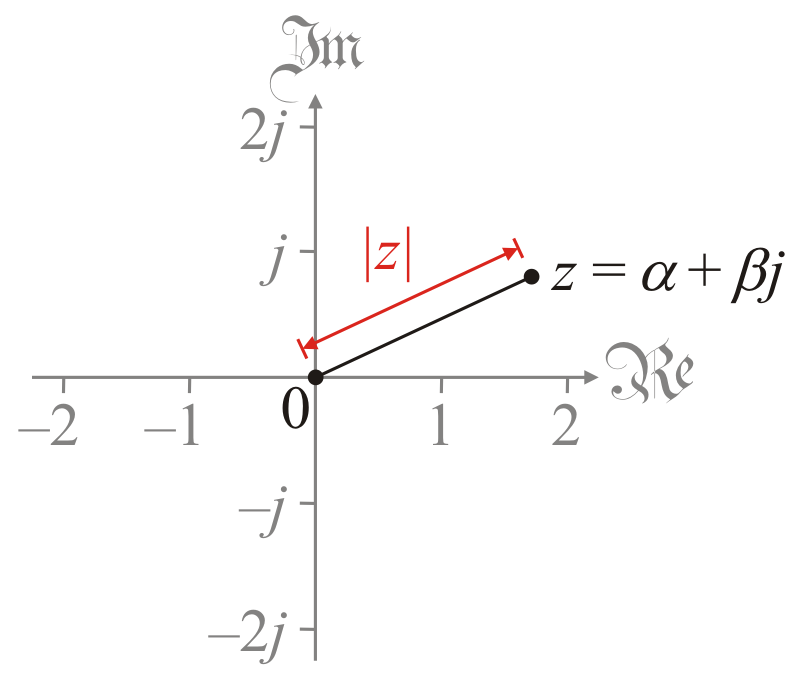 ℑm
2j
j
|z|
z = α + βj
ℜe
0
–2
–1
1
2
–j
–2j